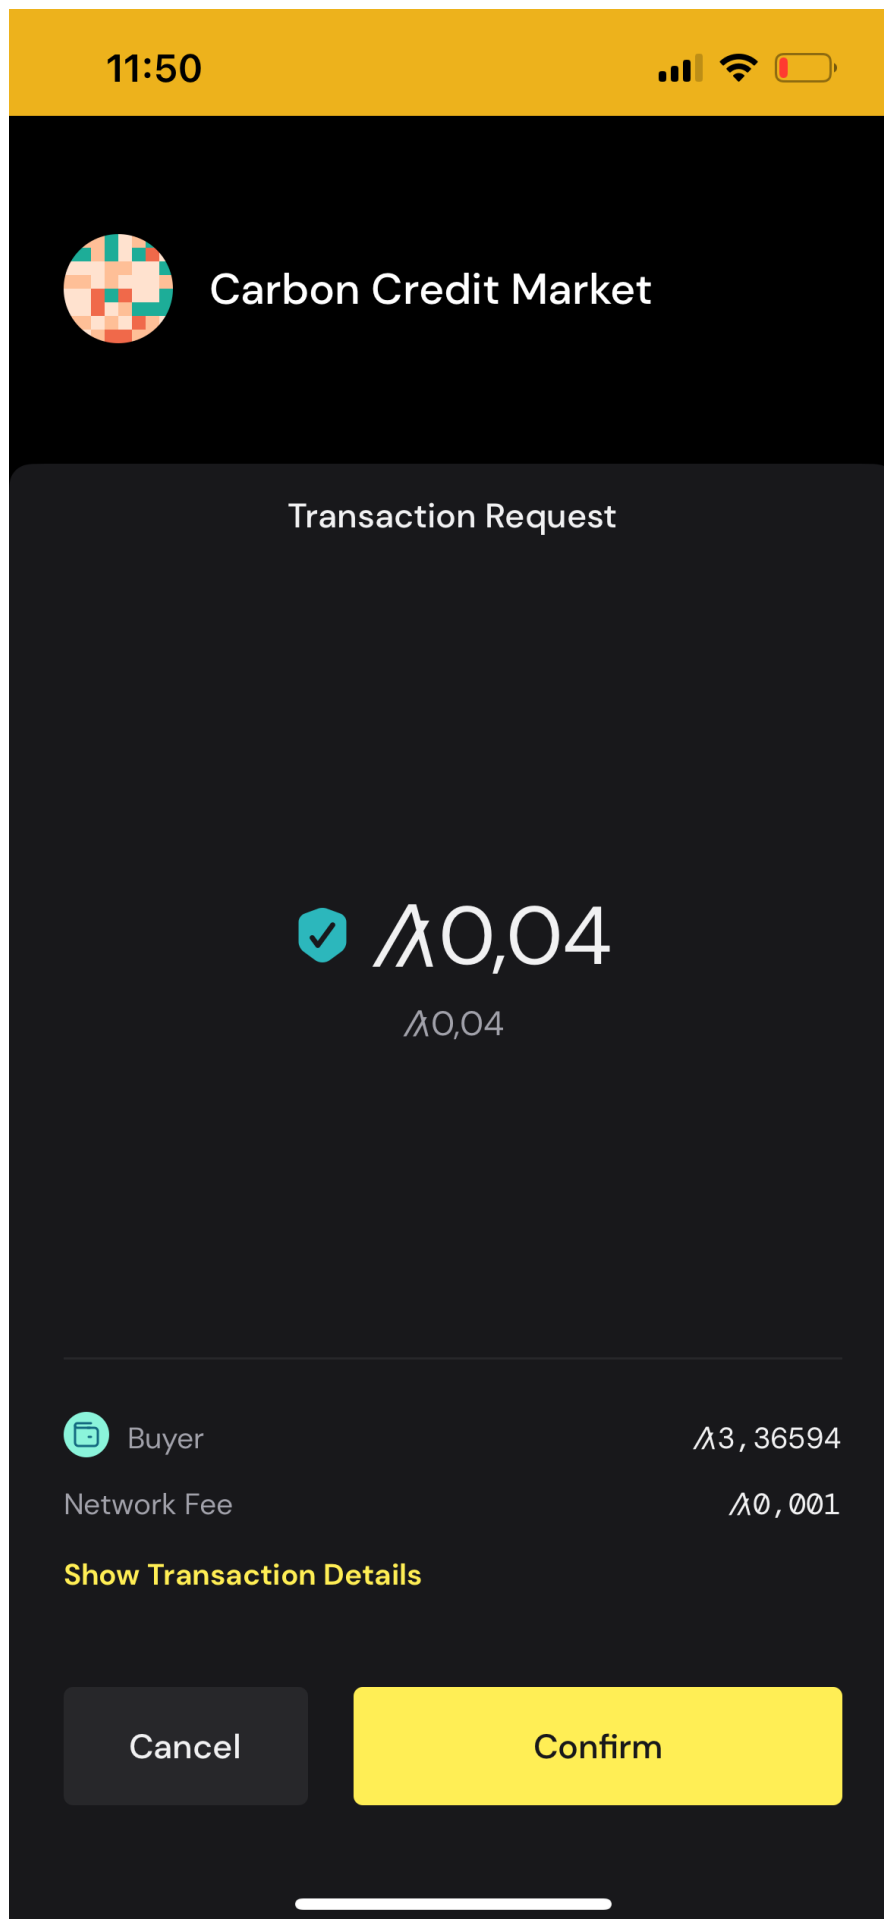 11:50
Carbon Credit Market
Transaction Request
0,04
0,04
Buyer 3,36594
Network Fee 0,001
Show Transaction Details
Cancel Confirm